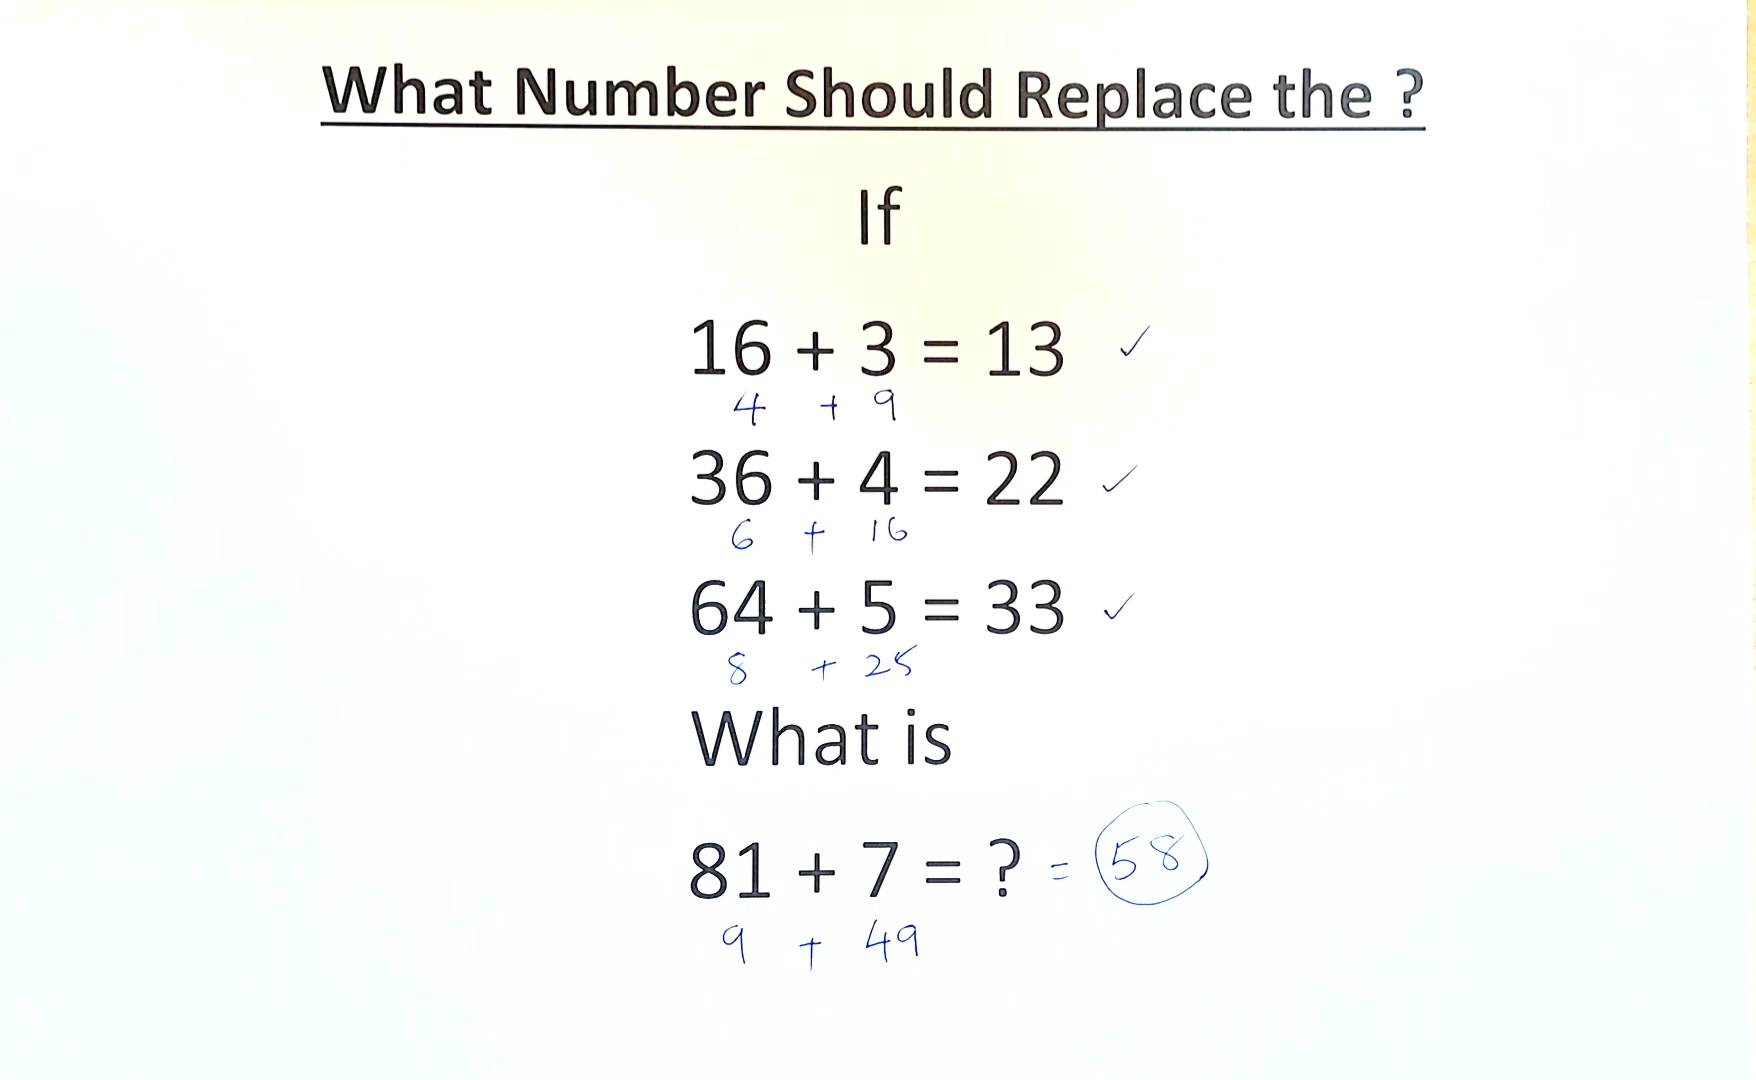 What Number Should Replace the ?
If
16 + 3 = 13 ✓
4 + 9
36 + 4 = 22 ✓
6 + 16
64 + 5 = 33 ✓
8 + 25
What is
81 + 7 = ? = 58
9 + 49